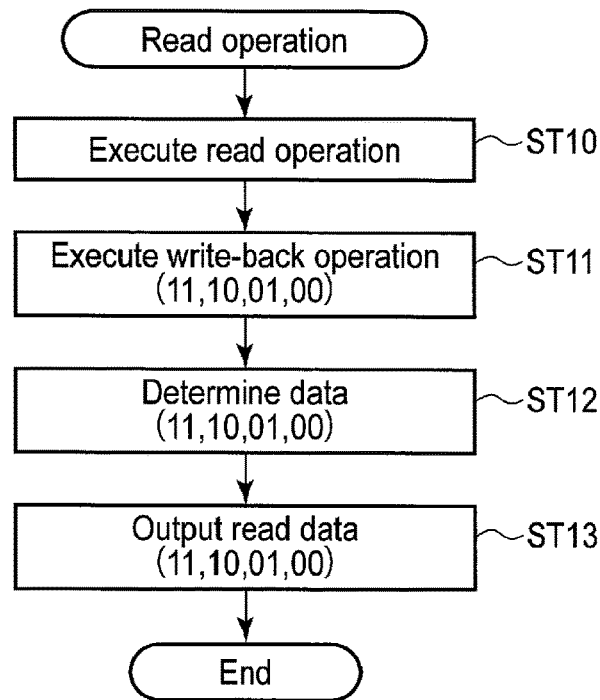 Read operation
Execute read operation
ST10
Execute write-back operation
(11,10,01,00)
ST11
Determine data
(11,10,01,00)
ST12
Output read data
(11,10,01,00)
ST13
End